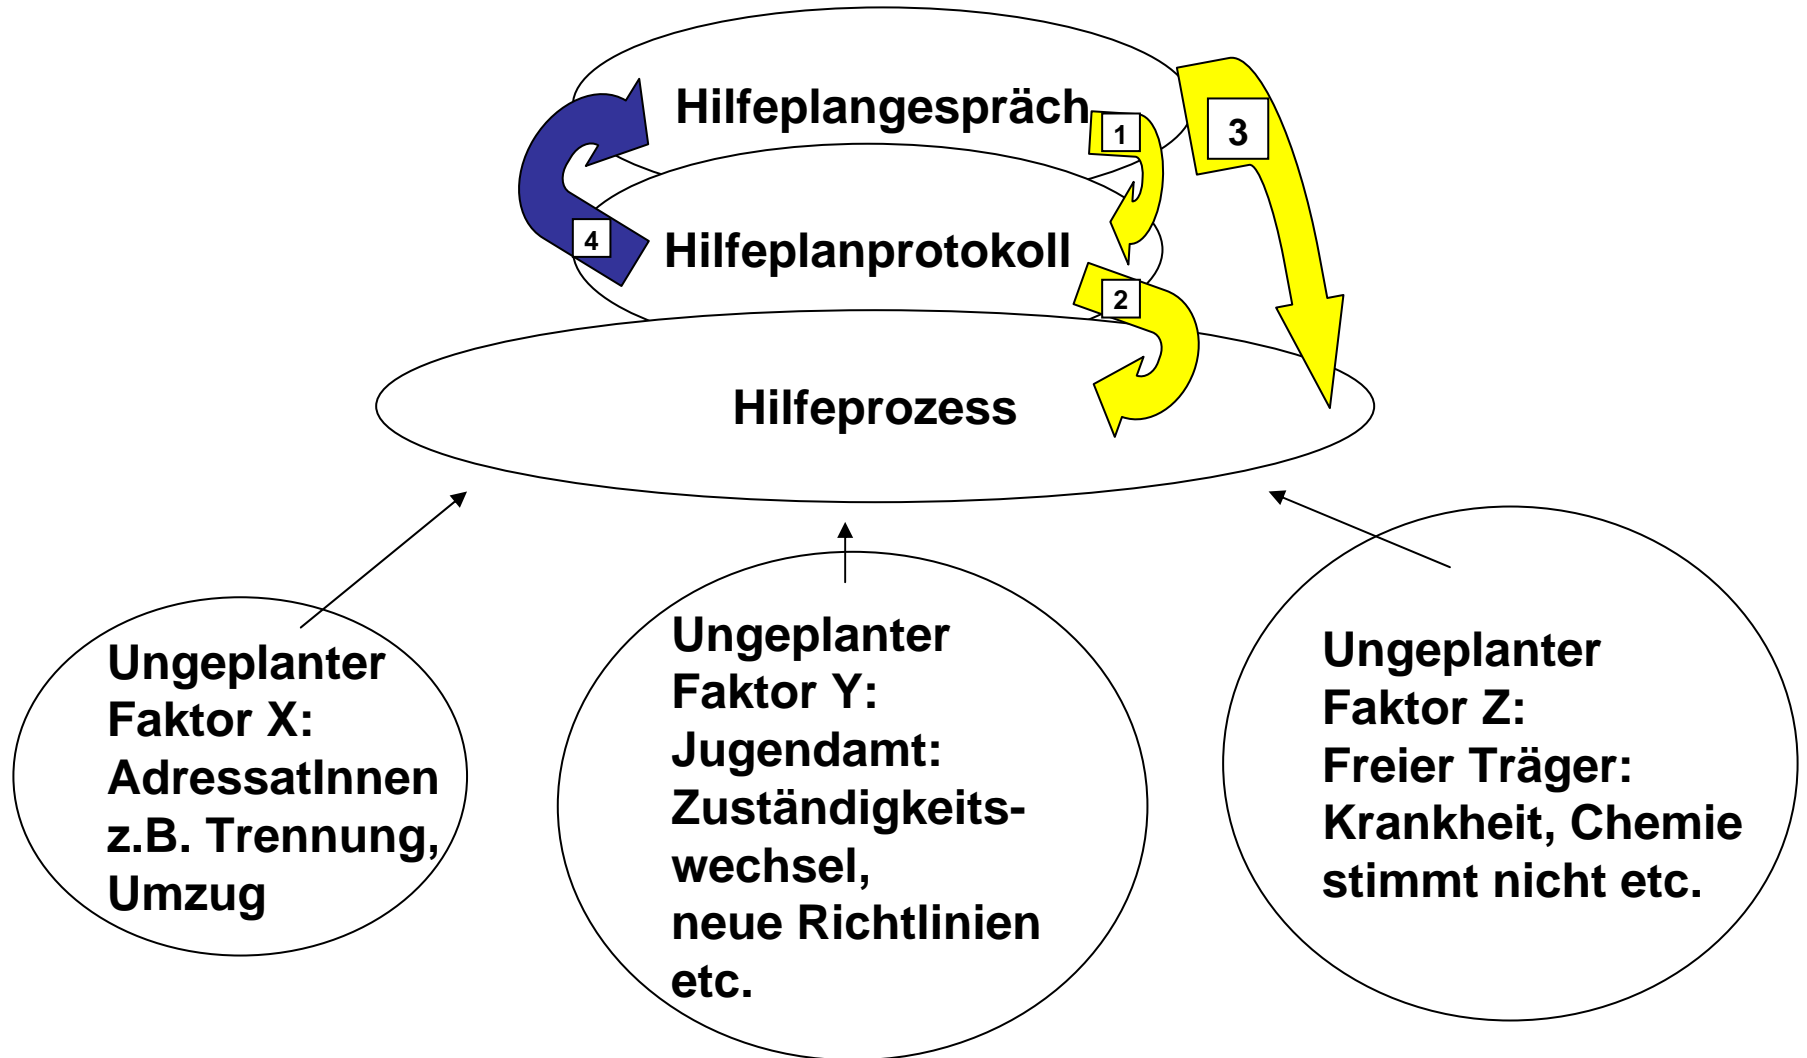 Hilfeplangespräch
1
3
4
Hilfeplanprotokoll
2
Hilfeprozess
Ungeplanter
Faktor X:
AdressatInnen
z.B. Trennung,
Umzug
Ungeplanter
Faktor Y:
Jugendamt:
Zuständigkeits-
wechsel,
neue Richtlinien
etc.
Ungeplanter
Faktor Z:
Freier Träger:
Krankheit, Chemie
stimmt nicht etc.